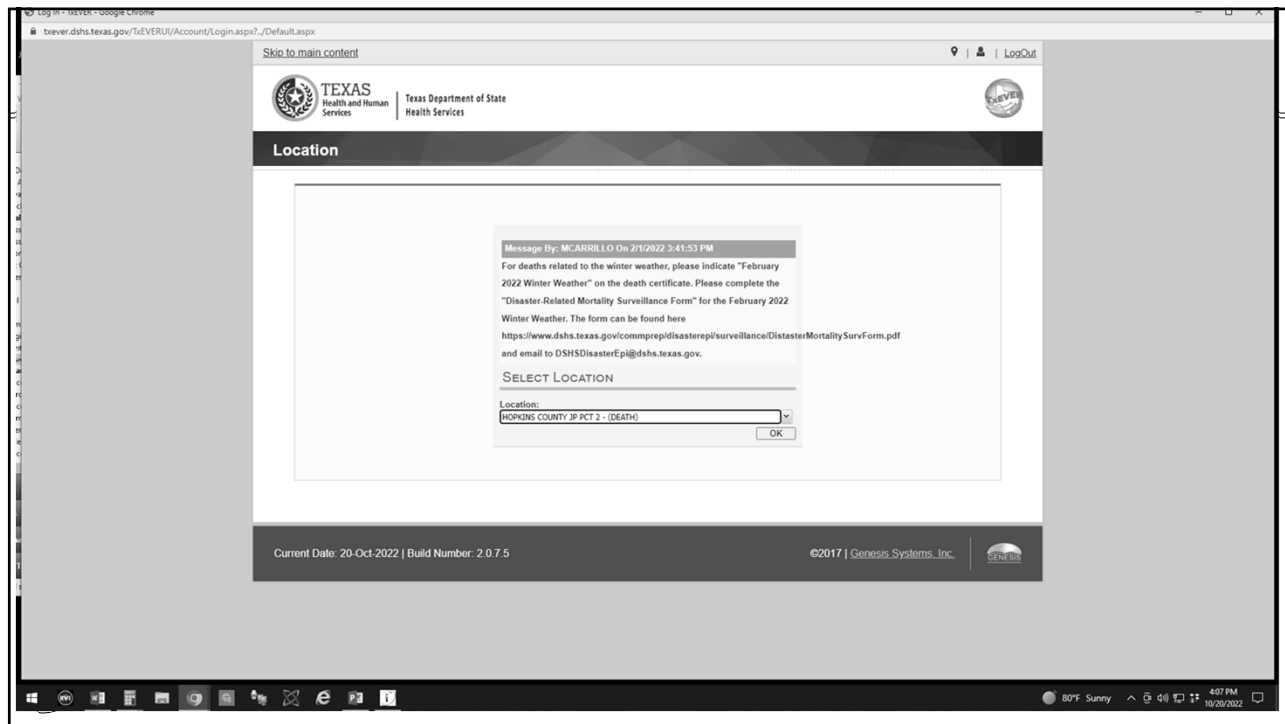 Log In - TxEVER - Google Chrome
txever.dshs.texas.gov/TxEVERUI/Account/Login.aspx?../Default.aspx
Skip to main content
| | LogOut
TEXAS
Health and Human
Services
Texas Department of State
Health Services
TxEVER
Location
Message By: MCARRILLO On 2/1/2022 3:41:53 PM
For deaths related to the winter weather, please indicate "February
2022 Winter Weather" on the death certificate. Please complete the
"Disaster-Related Mortality Surveillance Form" for the February 2022
Winter Weather. The form can be found here
https://www.dshs.texas.gov/commprep/disasterepi/surveillance/DistasterMortalitySurvForm.pdf
and email to DSHSDisasterEpi@dshs.texas.gov.
SELECT LOCATION
Location:
HOPKINS COUNTY JP PCT 2 - (DEATH)
OK
Current Date: 20-Oct-2022 | Build Number: 2.0.7.5
©2017 | Genesis Systems, Inc.
GENESIS
80°F Sunny
4:07 PM
10/20/2022